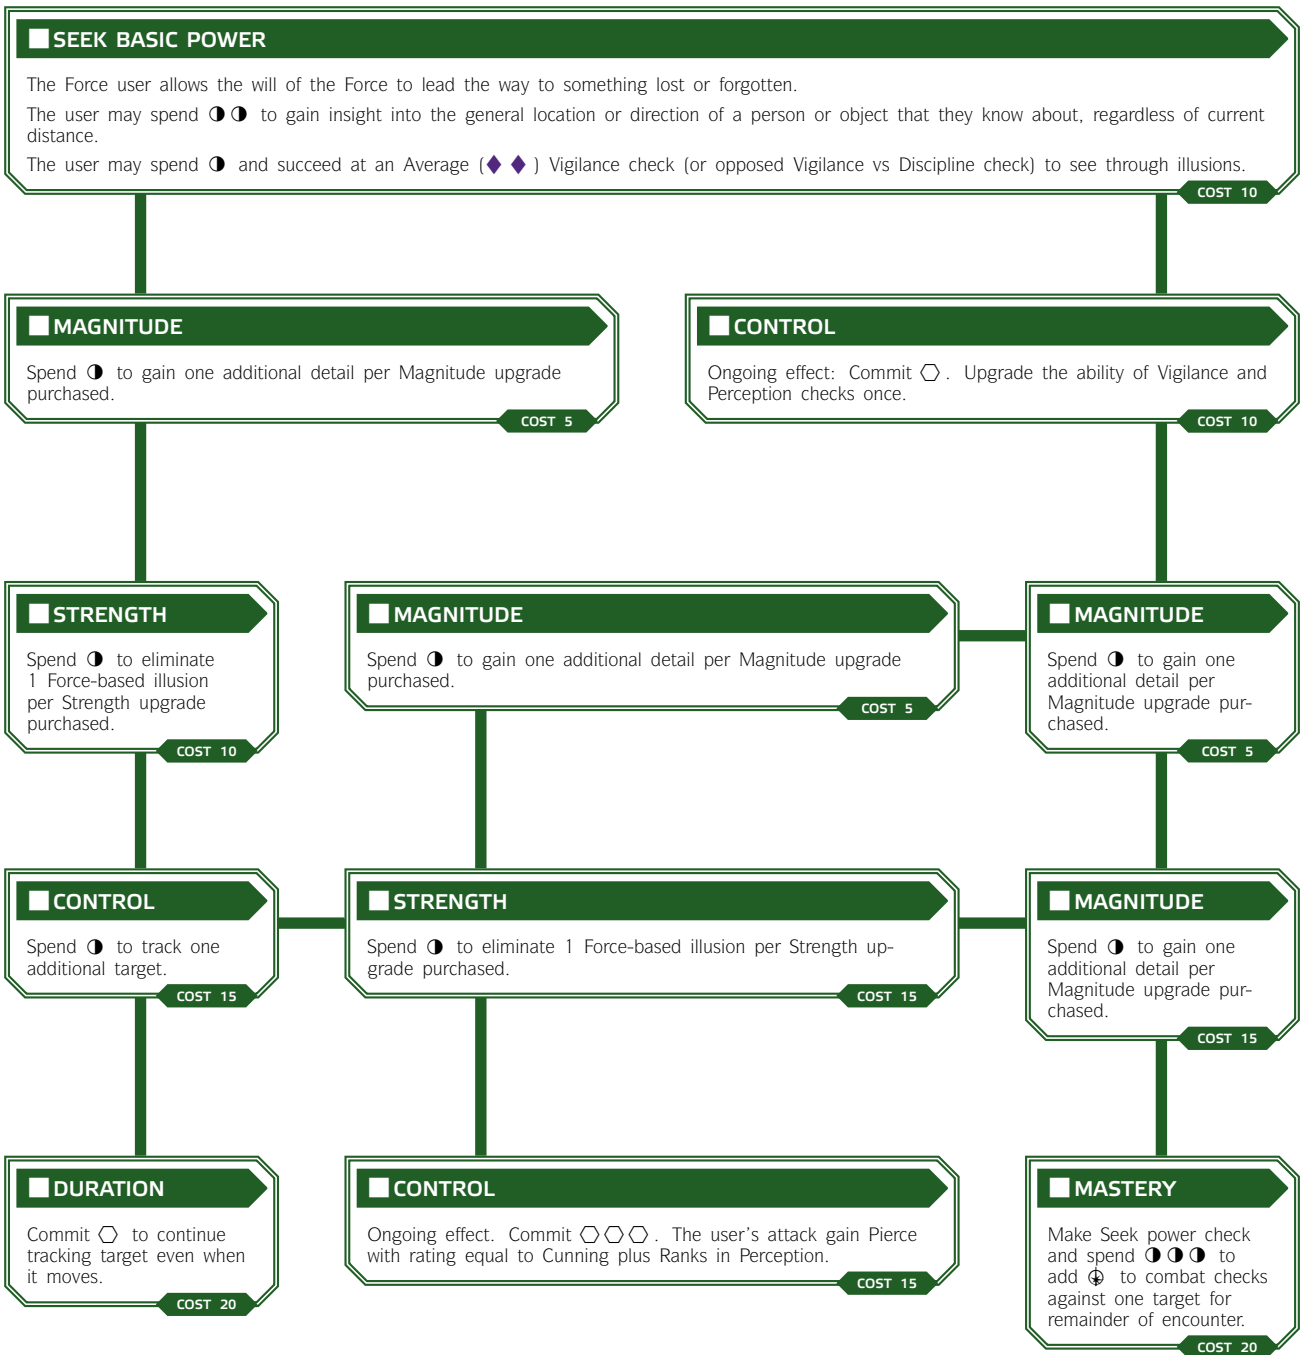 SEEK BASIC POWER
The Force user allows the will of the Force to lead the way to something lost or forgotten.
The user may spend ◑◑ to gain insight into the general location or direction of a person or object that they know about, regardless of current
distance.
The user may spend ◑ and succeed at an Average (♦ ♦ ) Vigilance check (or opposed Vigilance vs Discipline check) to see through illusions.
COST 10
MAGNITUDE
Spend ◑ to gain one additional detail per Magnitude upgrade
purchased.
COST 5
CONTROL
Ongoing effect: Commit ⬡. Upgrade the ability of Vigilance and
Perception checks once.
COST 10
STRENGTH
Spend ◑ to eliminate
1 Force-based illusion
per Strength upgrade
purchased.
COST 10
MAGNITUDE
Spend ◑ to gain one additional detail per Magnitude upgrade
purchased.
COST 5
MAGNITUDE
Spend ◑ to gain one
additional detail per
Magnitude upgrade pur-
chased.
COST 5
CONTROL
Spend ◑ to track one
additional target.
COST 15
STRENGTH
Spend ◑ to eliminate 1 Force-based illusion per Strength up-
grade purchased.
COST 15
MAGNITUDE
Spend ◑ to gain one
additional detail per
Magnitude upgrade pur-
chased.
COST 15
DURATION
Commit ⬡ to continue
tracking target even when
it moves.
COST 20
CONTROL
Ongoing effect. Commit ⬡⬡⬡. The user's attack gain Pierce
with rating equal to Cunning plus Ranks in Perception.
COST 15
MASTERY
Make Seek power check
and spend ◑◑◑ to
add to combat checks
against one target for
remainder of encounter.
COST 20